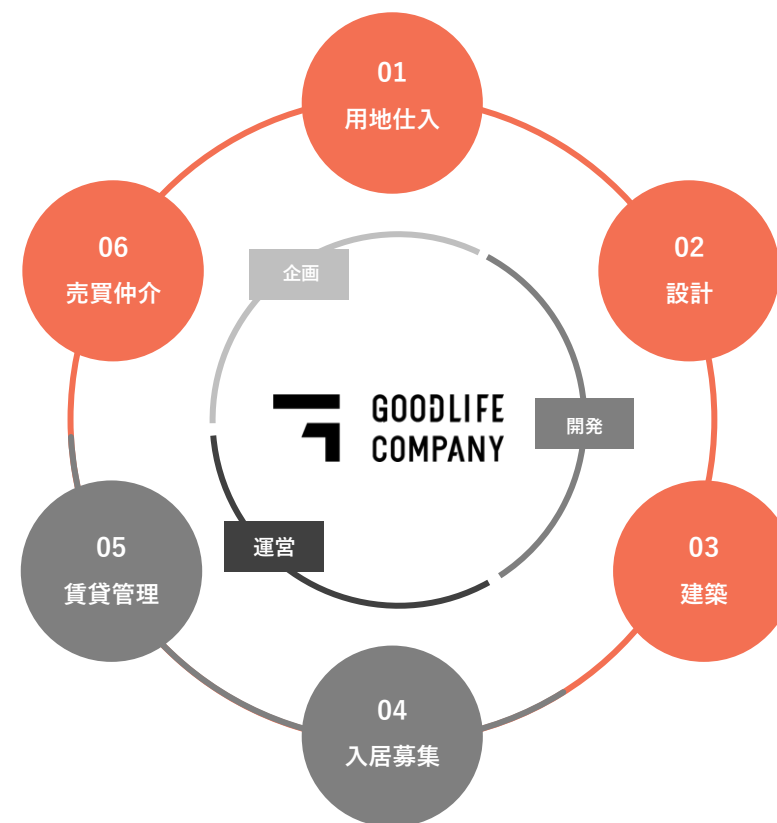 01
用地仕入
06
売買仲介
02
設計
企画
GOODLIFE
COMPANY
開発
運営
05
賃貸管理
03
建築
04
入居募集